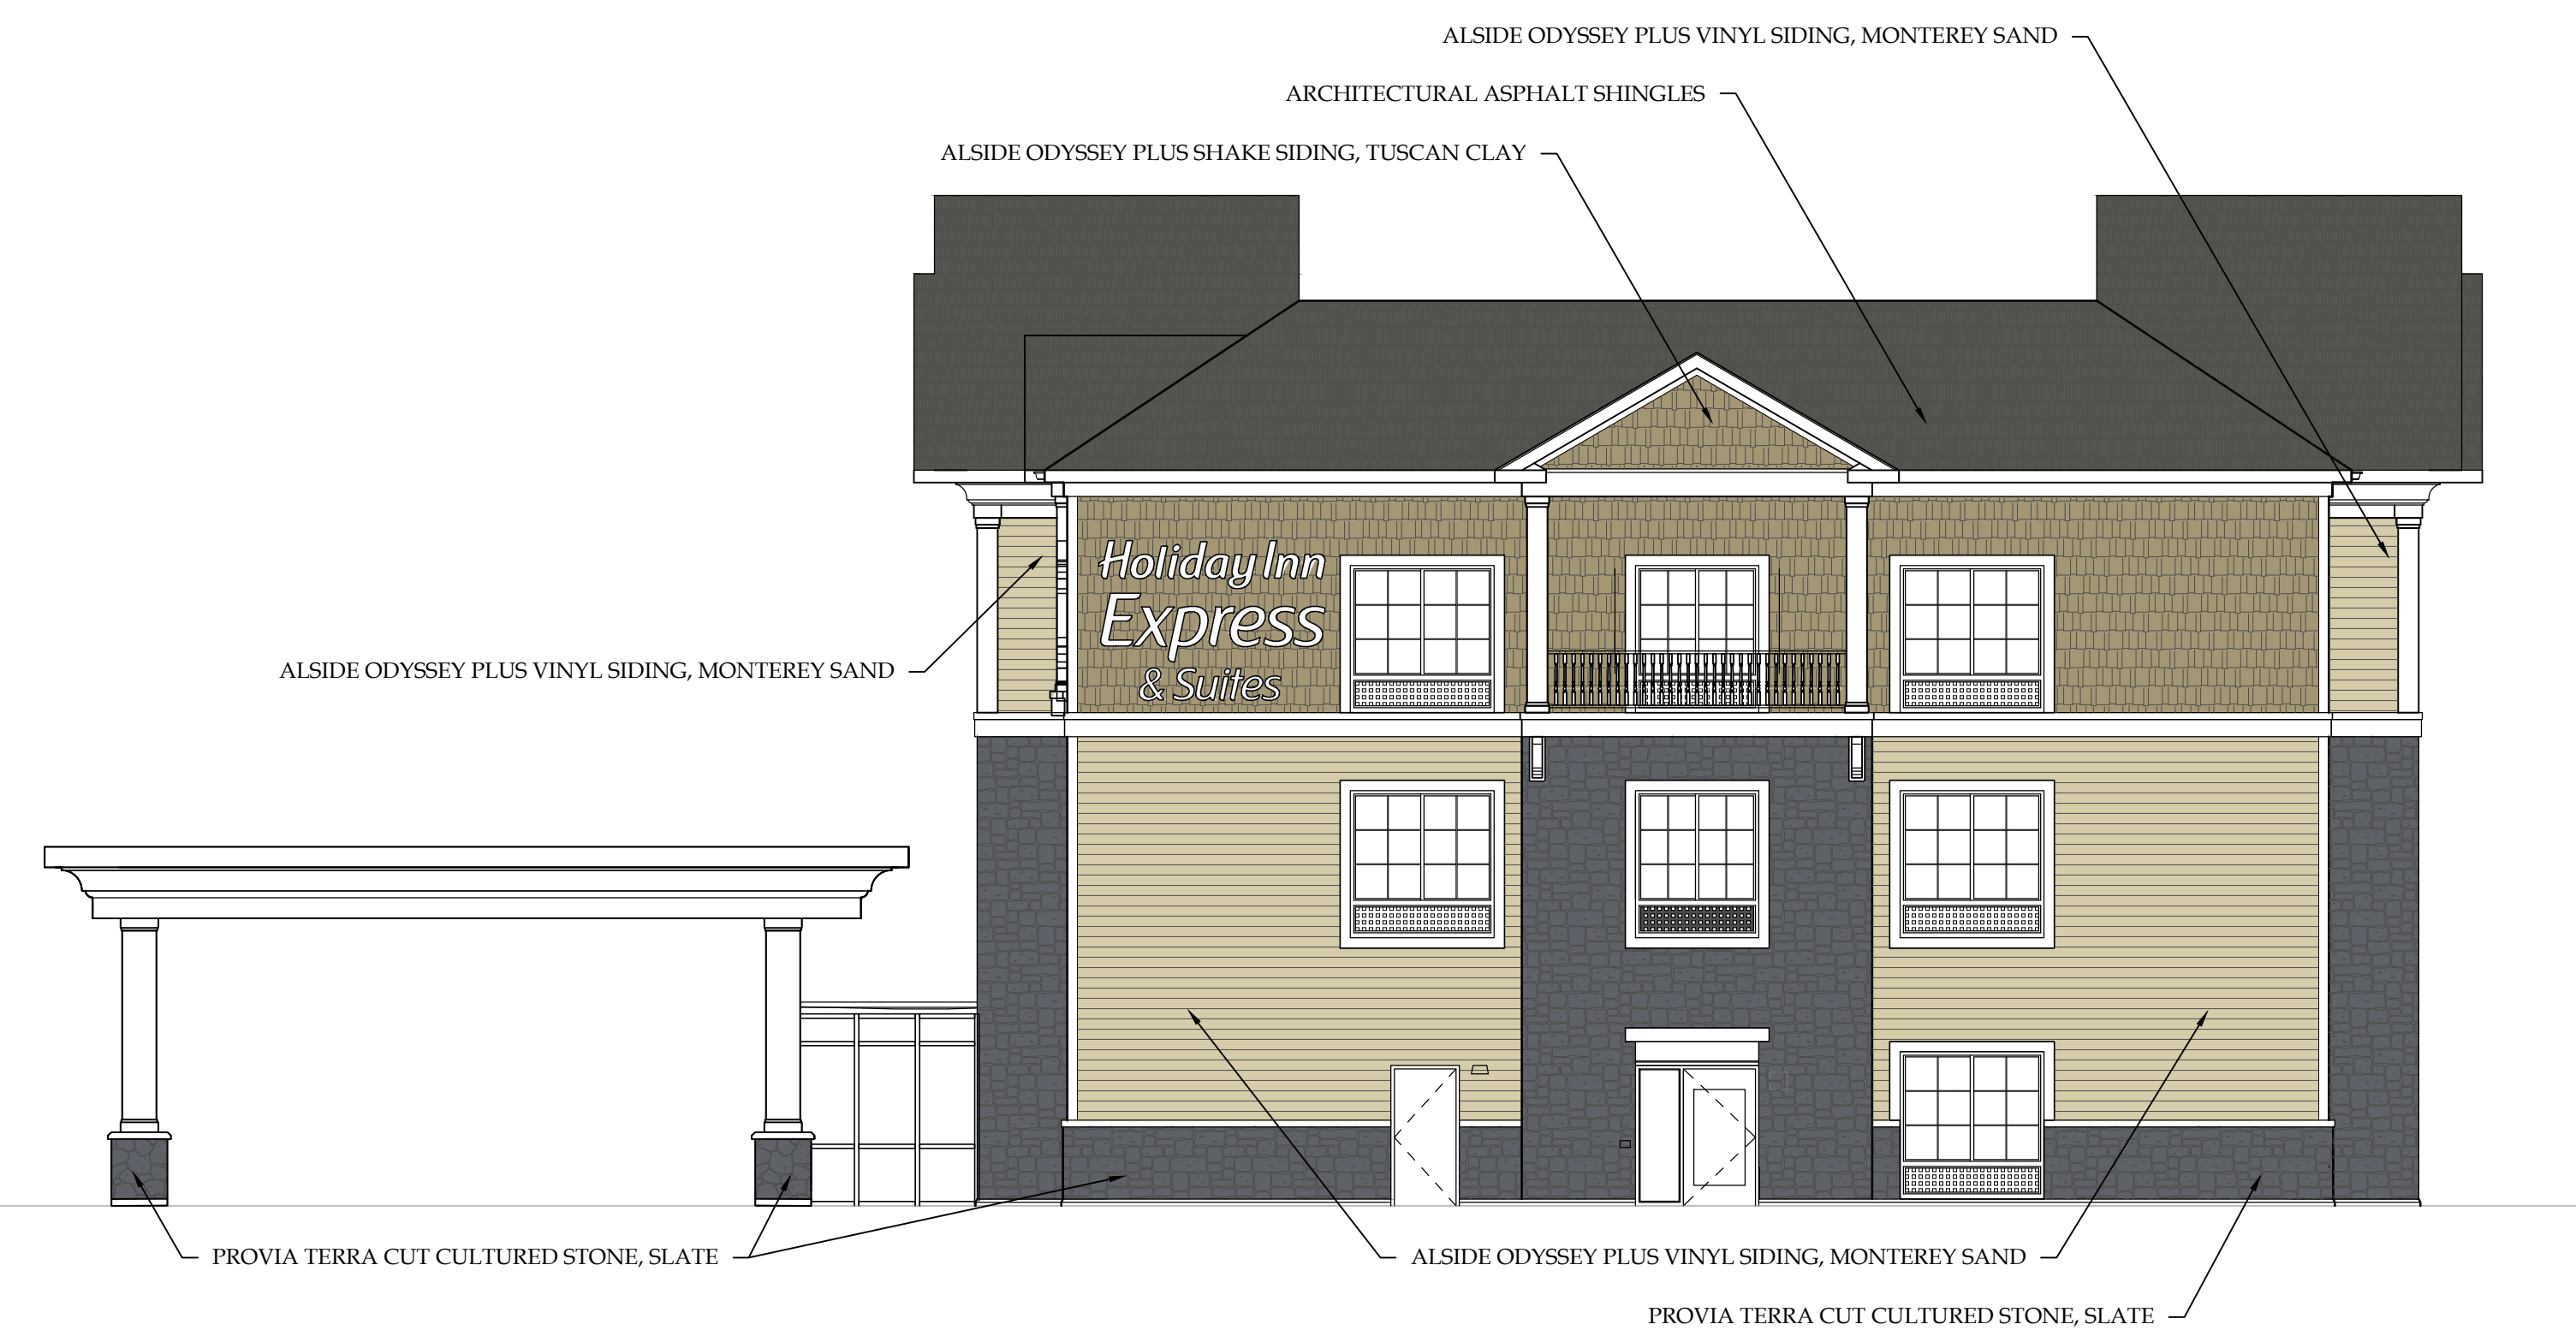 ALSIDE ODYSSEY PLUS VINYL SIDING, MONTEREY SAND
ARCHITECTURAL ASPHALT SHINGLES
ALSIDE ODYSSEY PLUS SHAKE SIDING, TUSCAN CLAY
Holiday Inn
Express
& Suites
ALSIDE ODYSSEY PLUS VINYL SIDING, MONTEREY SAND
PROVIA TERRA CUT CULTURED STONE, SLATE
ALSIDE ODYSSEY PLUS VINYL SIDING, MONTEREY SAND
PROVIA TERRA CUT CULTURED STONE, SLATE